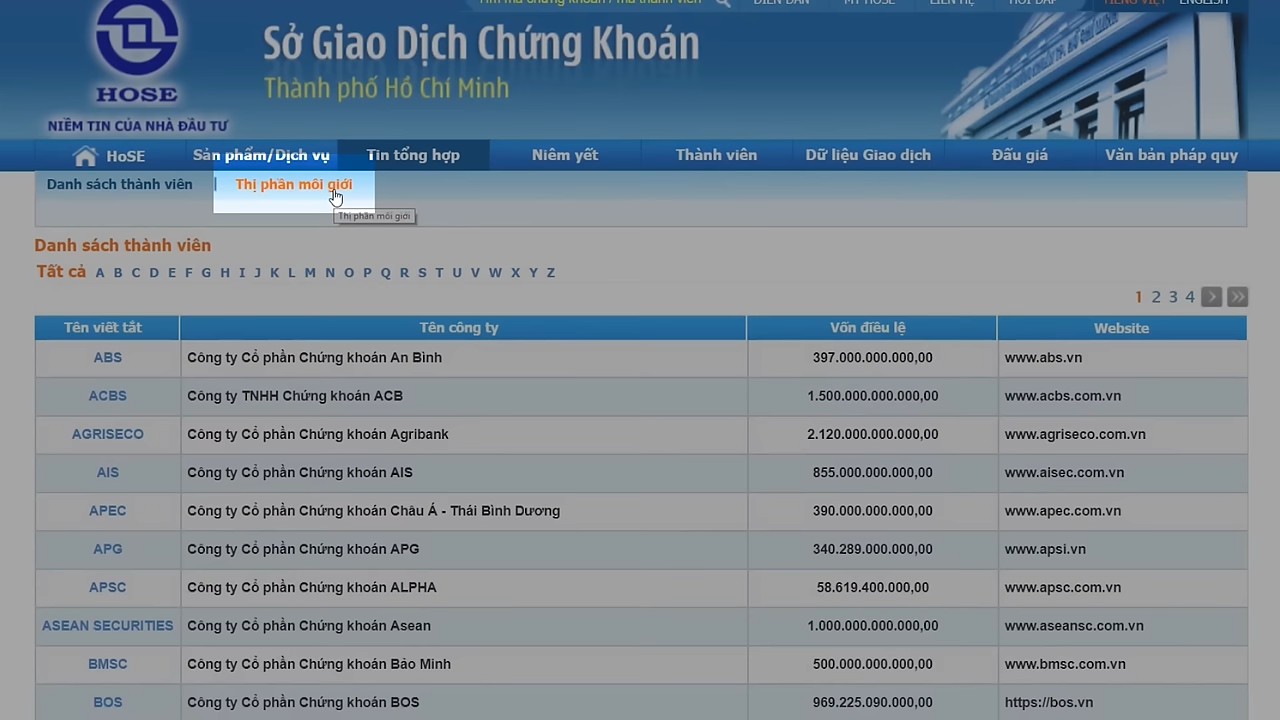 DIỄN ĐÀN MY HOSE LIÊN HỆ HỎI ĐÁP TIẾNG VIỆT ENGLISH
Sở Giao Dịch Chứng Khoán
Thành phố Hồ Chí Minh
HOSE
NIỀM TIN CỦA NHÀ ĐẦU TƯ
HoSE Sản phẩm/Dịch vụ Tin tổng hợp Niêm yết Thành viên Dữ liệu Giao dịch Đấu giá Văn bản pháp quy
Danh sách thành viên | Thị phần môi giới
Thị phần môi giới
Danh sách thành viên
Tất cả A B C D E F G H I J K L M N O P Q R S T U V W X Y Z
1 2 3 4
Tên viết tắt Tên công ty Vốn điều lệ Website
ABS Công ty Cổ phần Chứng khoán An Bình 397.000.000.000,00 www.abs.vn
ACBS Công ty TNHH Chứng khoán ACB 1.500.000.000.000,00 www.acbs.com.vn
AGRISECO Công ty Cổ phần Chứng khoán Agribank 2.120.000.000.000,00 www.agriseco.com.vn
AIS Công ty Cổ phần Chứng khoán AIS 855.000.000.000,00 www.aisec.com.vn
APEC Công ty Cổ phần Chứng khoán Châu Á - Thái Bình Dương 390.000.000.000,00 www.apec.com.vn
APG Công ty Cổ phần Chứng khoán APG 340.289.000.000,00 www.apsi.vn
APSC Công ty Cổ phần Chứng khoán ALPHA 58.619.400.000,00 www.apsc.com.vn
ASEAN SECURITIES Công ty Cổ phần Chứng khoán Asean 1.000.000.000.000,00 www.aseansc.com.vn
BMSC Công ty Cổ phần Chứng khoán Bảo Minh 500.000.000.000,00 www.bmsc.com.vn
BOS Công ty Cổ phần Chứng khoán BOS 969.225.090.000,00 https://bos.vn